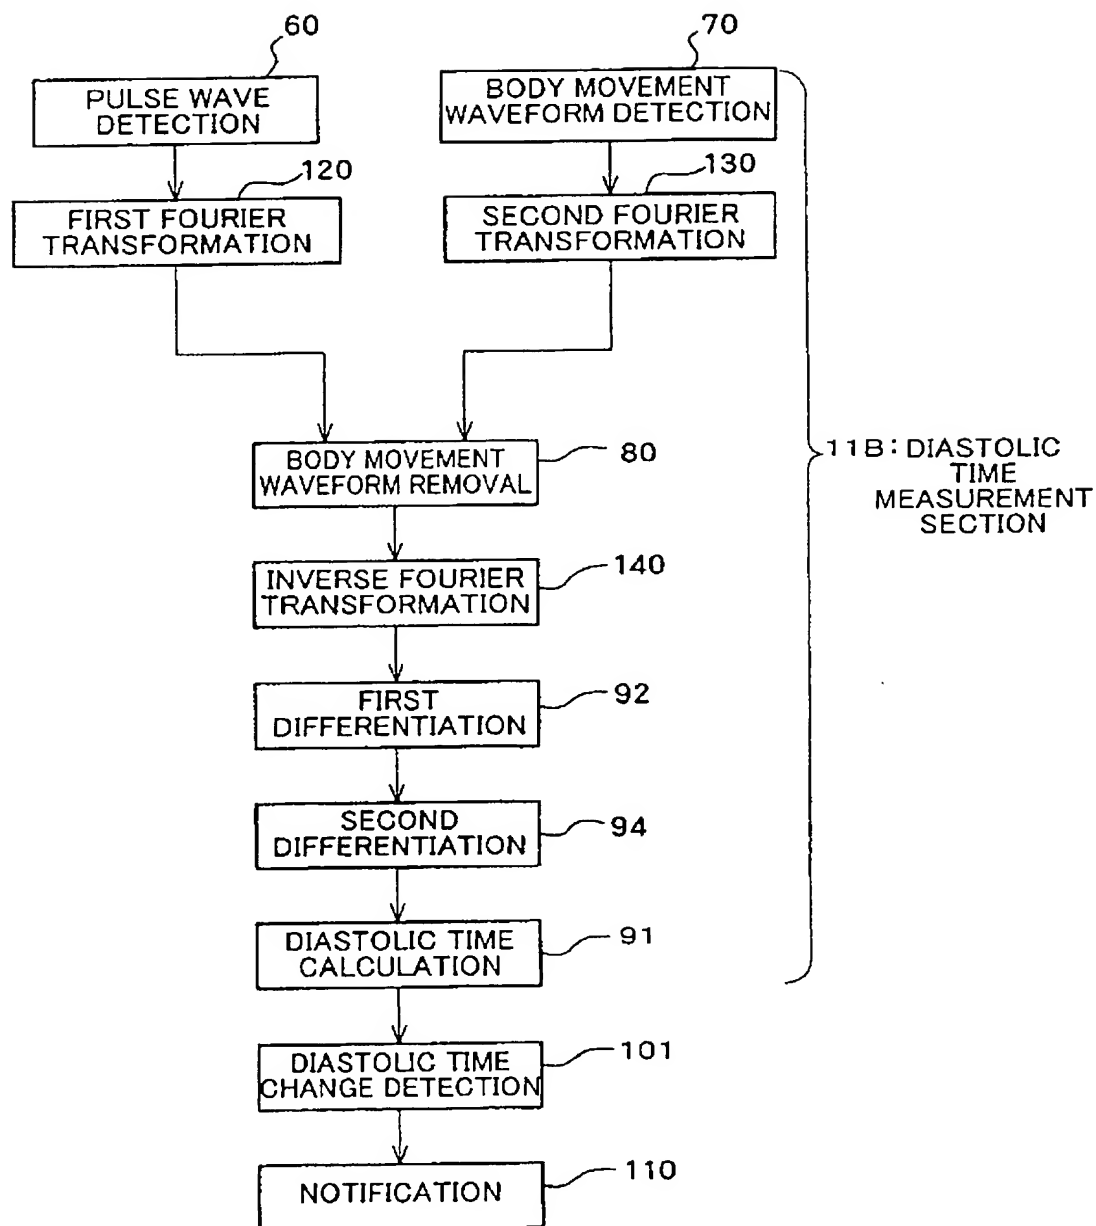 60
70
PULSE WAVE
DETECTION
BODY MOVEMENT
WAVEFORM DETECTION
120
130
FIRST FOURIER
TRANSFORMATION
SECOND FOURIER
TRANSFORMATION
BODY MOVEMENT
WAVEFORM REMOVAL
80
11B: DIASTOLIC
TIME
MEASUREMENT
SECTION
INVERSE FOURIER
TRANSFORMATION
140
FIRST
DIFFERENTIATION
92
SECOND
DIFFERENTIATION
94
DIASTOLIC TIME
CALCULATION
91
DIASTOLIC TIME
CHANGE DETECTION
101
NOTIFICATION
110